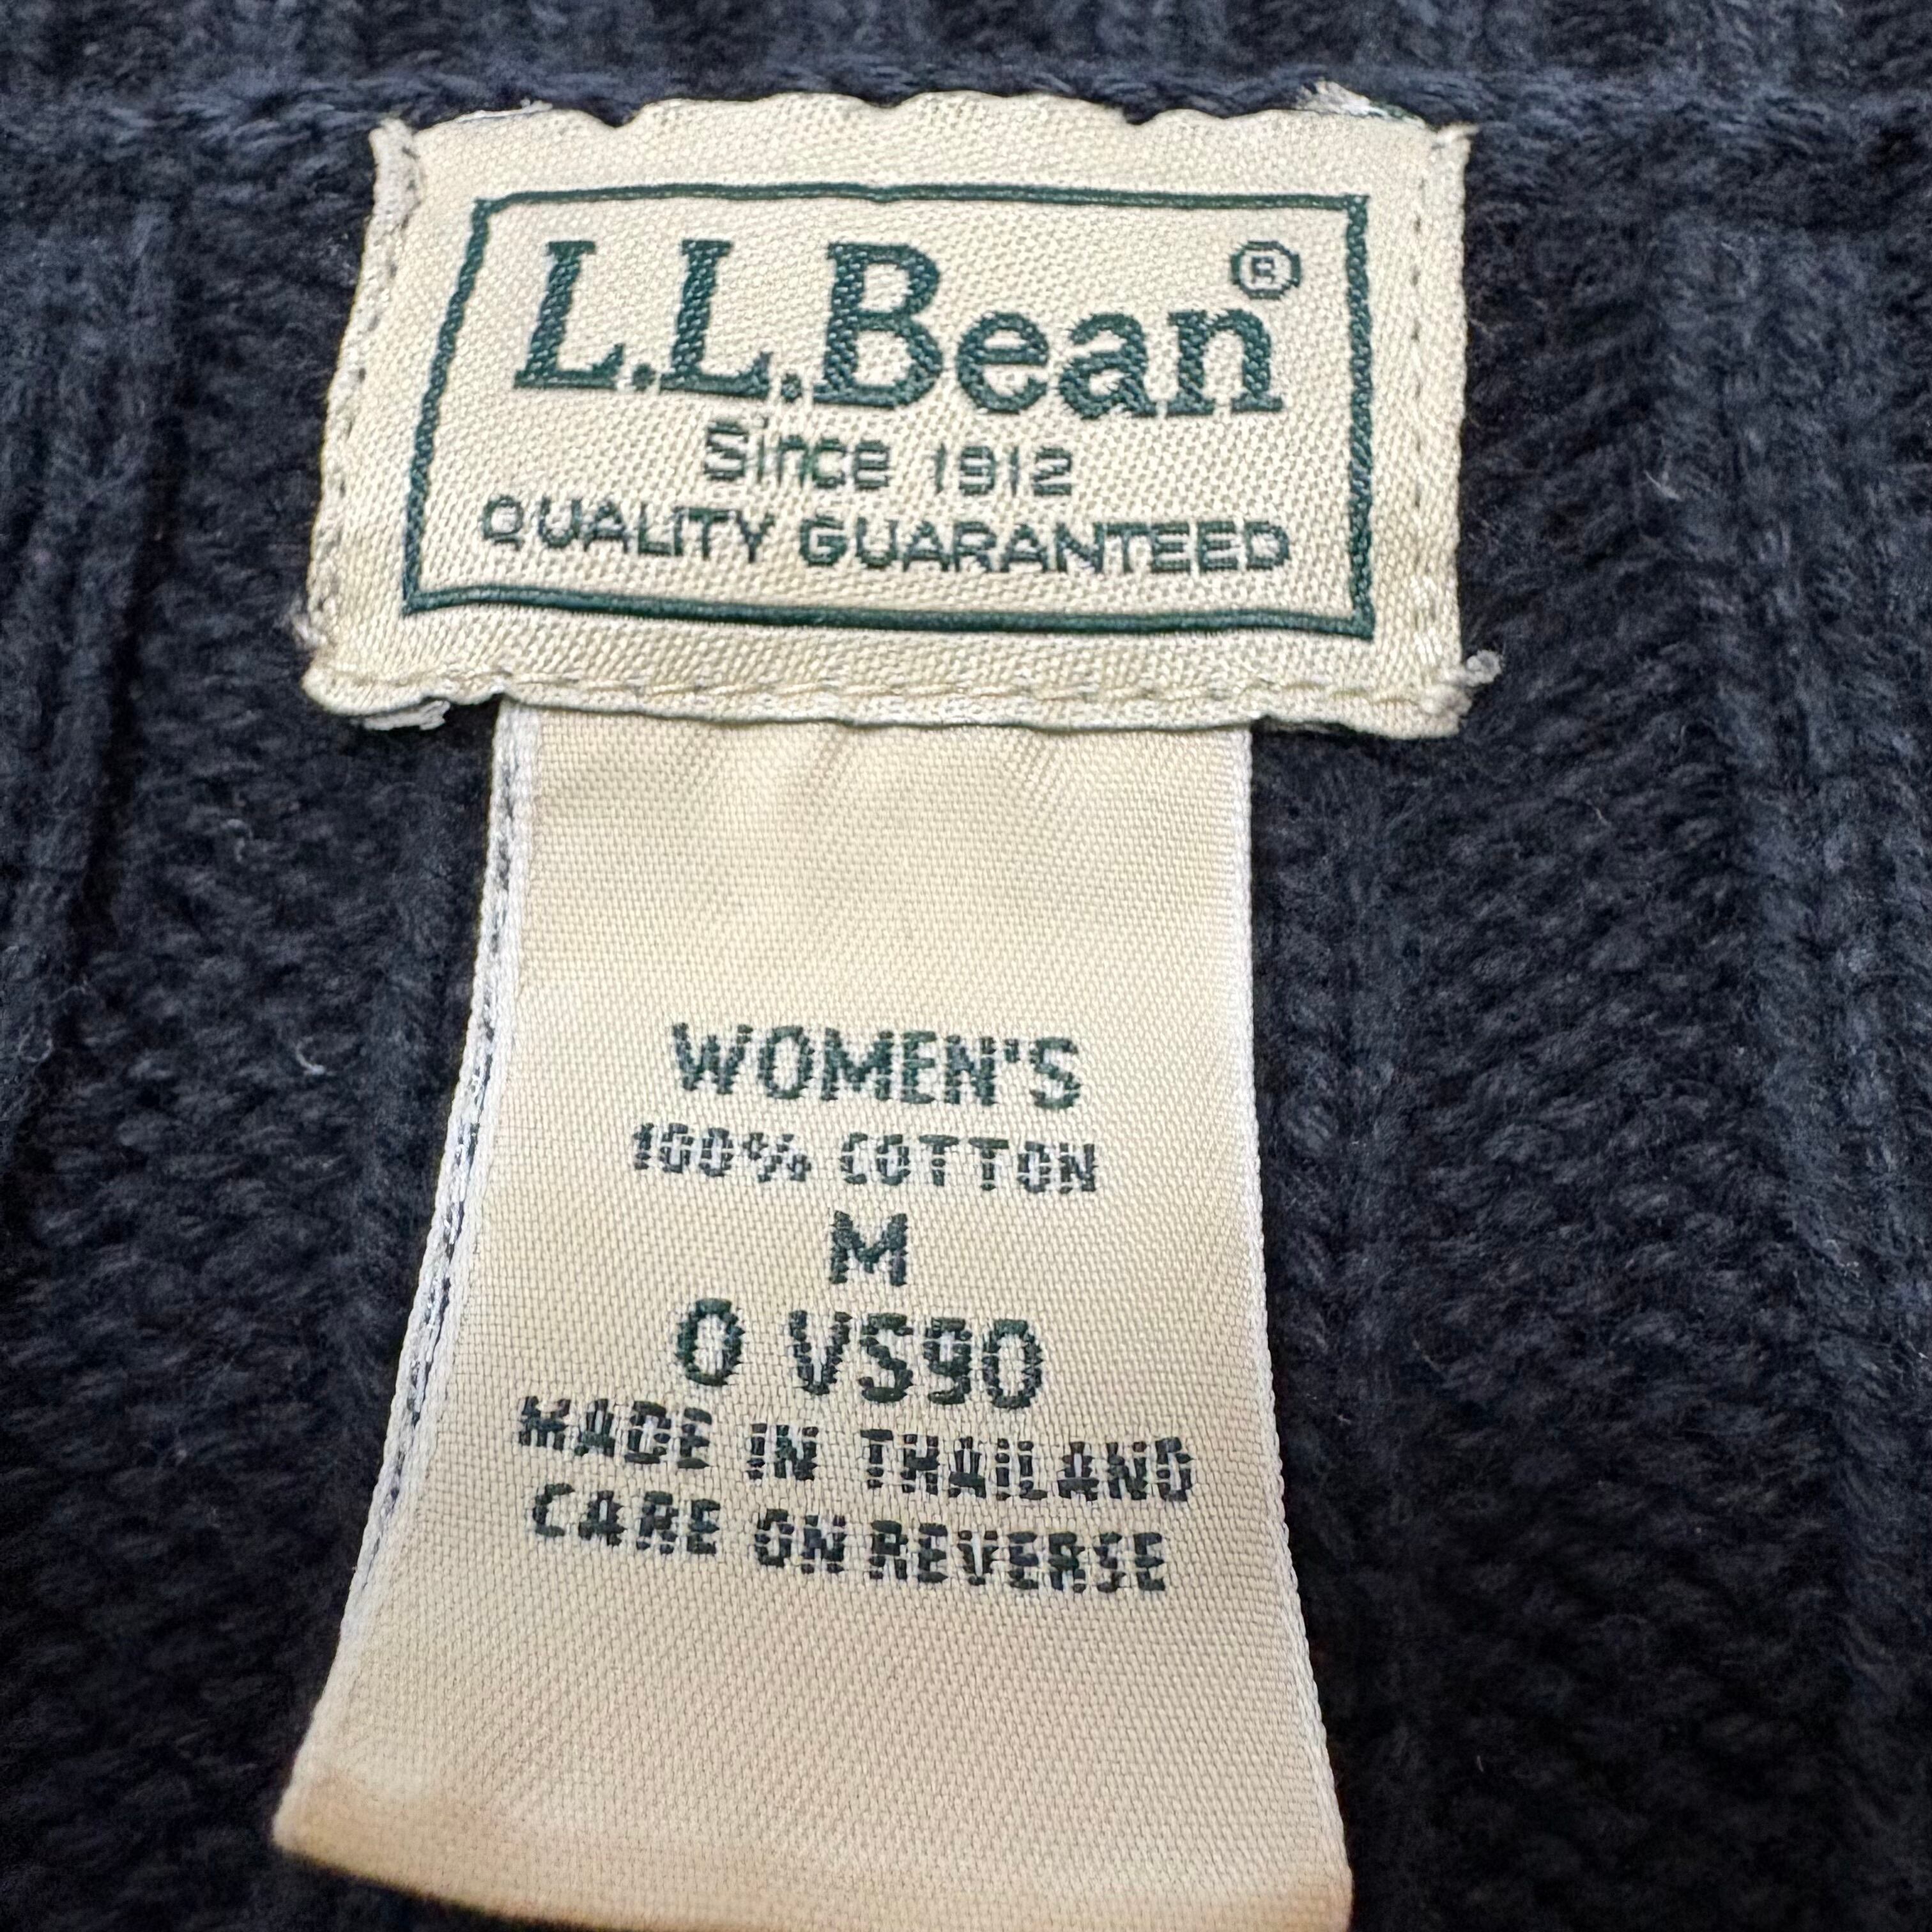 L.L.Bean®
Since 1912
QUALITY GUARANTEED
WOMEN'S
100% COTTON
M
0 VS90
MADE IN THAILAND
CARE ON REVERSE